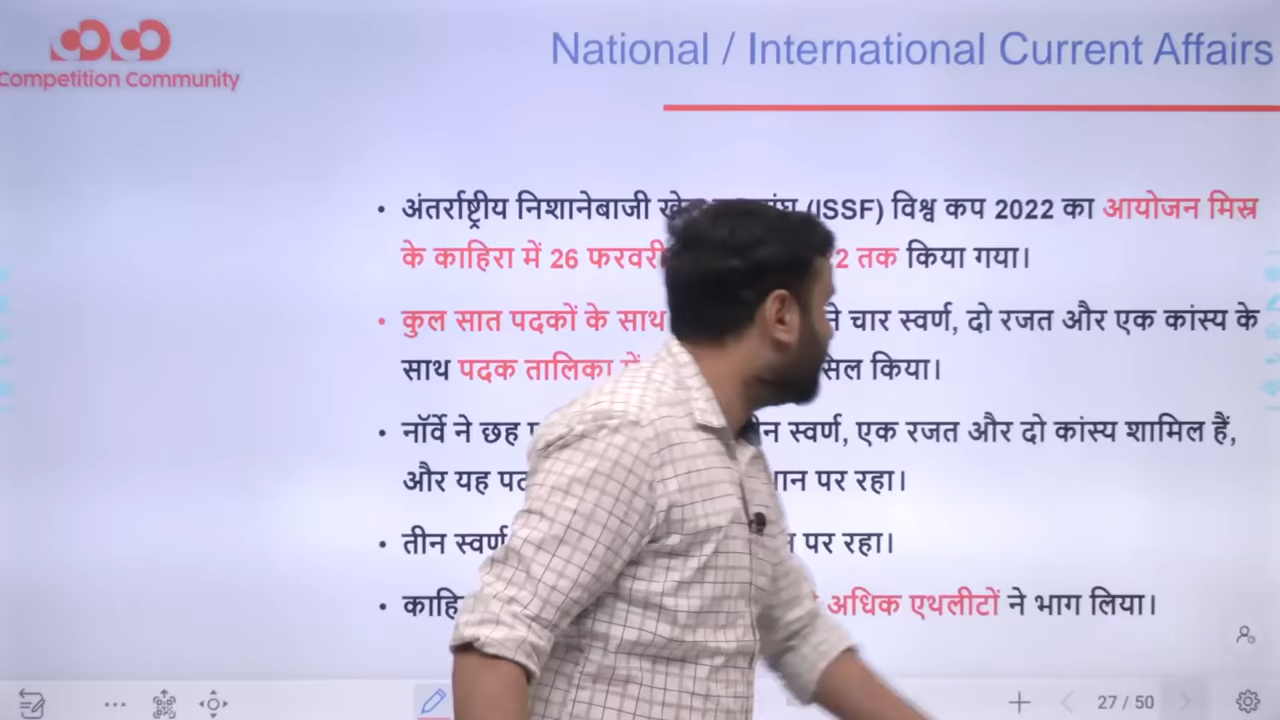 Competition Community
National / International Current Affairs
• अंतर्राष्ट्रीय निशानेबाजी (ISSF) विश्व कप 2022 का आयोजन मिस्र
के काहिरा में 26 फरवरी 2 तक किया गया।
• कुल सात पदकों के साथ ने चार स्वर्ण, दो रजत और एक कांस्य के
साथ पदक तालिका में किया।
• नॉर्वे ने छह स्वर्ण, एक रजत और दो कांस्य शामिल हैं,
और यह पर रहा।
• तीन स्वर्ण पर रहा।
• अधिक एथलीटों ने भाग लिया।
27 / 50